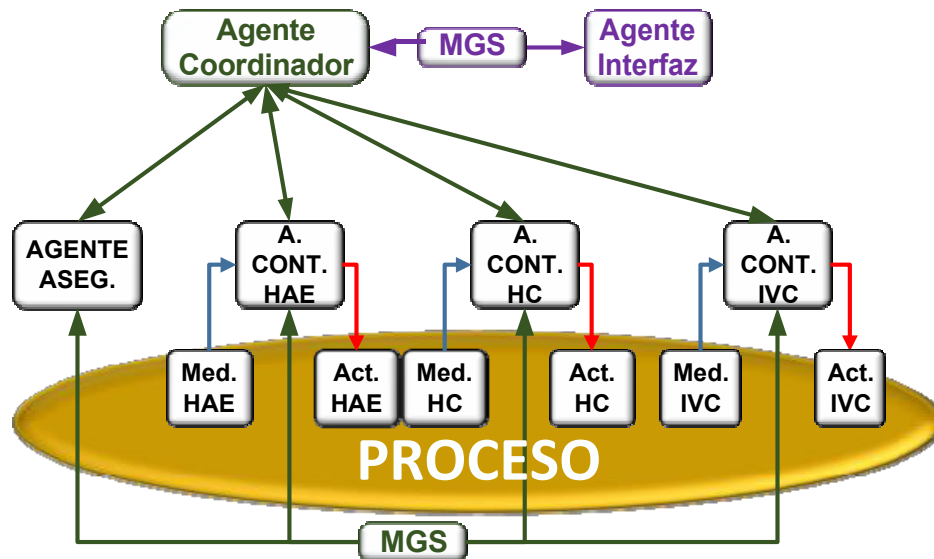 Agente
Coordinador
MGS
Agente
Interfaz
AGENTE
ASEG.
A.
CONT.
HAE
A.
CONT.
HC
A.
CONT.
IVC
Med.
HAE
Act.
HAE
Med.
HC
Act.
HC
Med.
IVC
Act.
IVC
PROCESO
MGS